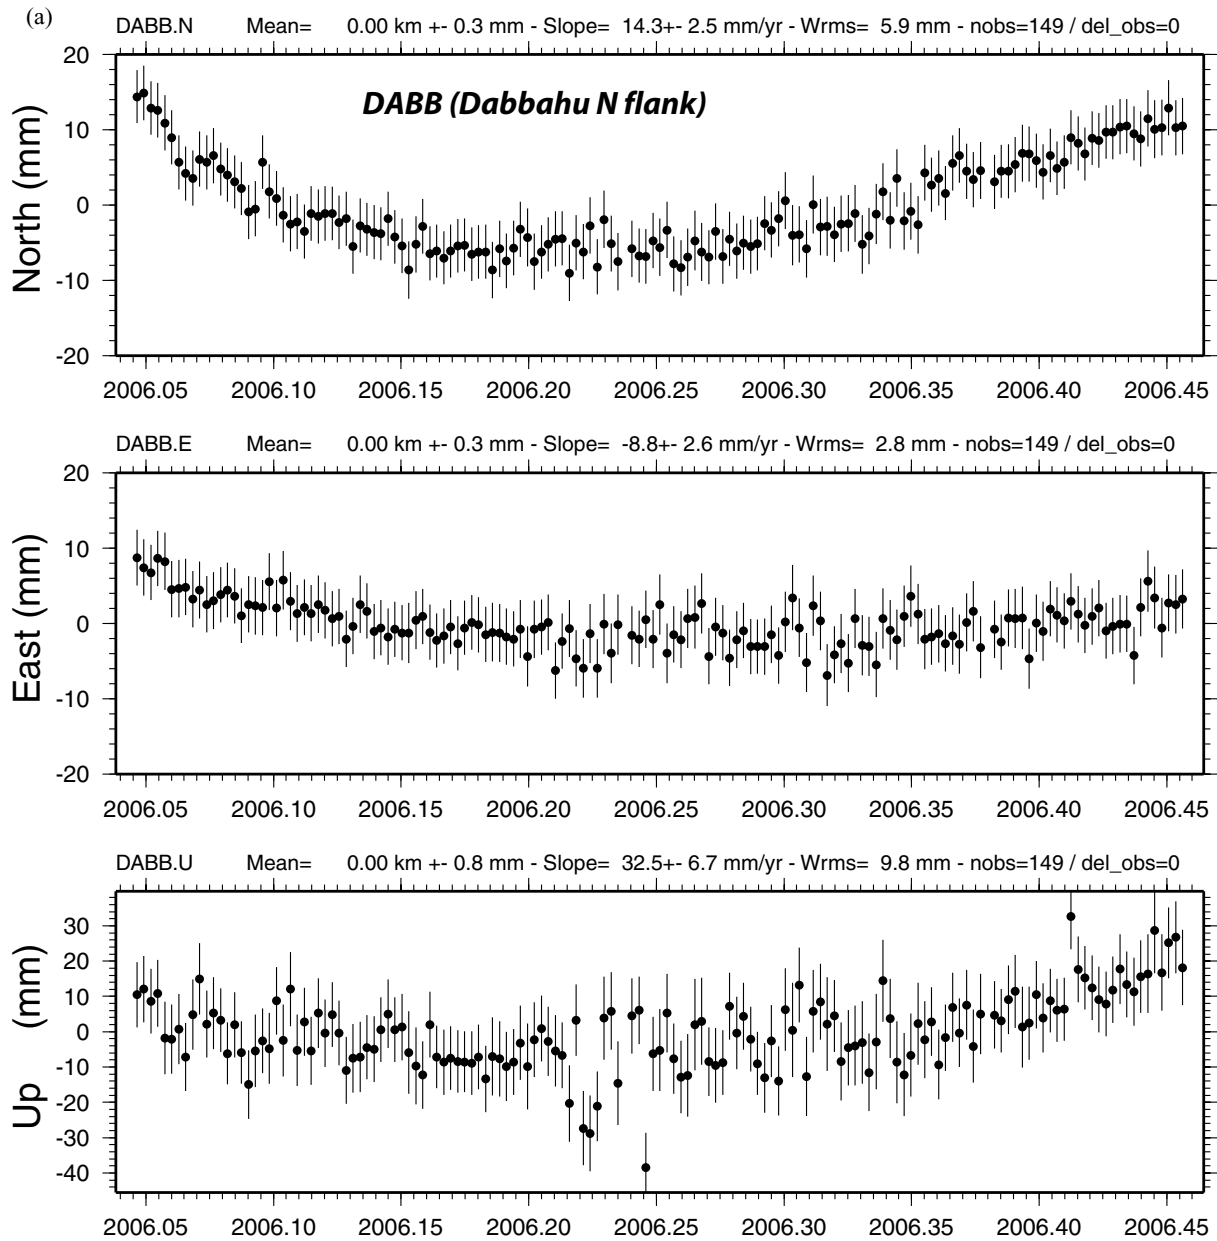 (a)
DABB.N Mean= 0.00 km +- 0.3 mm - Slope= 14.3+- 2.5 mm/yr - Wrms= 5.9 mm - nobs=149 / del_obs=0
DABB (Dabbahu N flank)
North (mm)
20
10
0
-10
-20
2006.05 2006.10 2006.15 2006.20 2006.25 2006.30 2006.35 2006.40 2006.45
DABB.E Mean= 0.00 km +- 0.3 mm - Slope= -8.8+- 2.6 mm/yr - Wrms= 2.8 mm - nobs=149 / del_obs=0
East (mm)
20
10
0
-10
-20
2006.05 2006.10 2006.15 2006.20 2006.25 2006.30 2006.35 2006.40 2006.45
DABB.U Mean= 0.00 km +- 0.8 mm - Slope= 32.5+- 6.7 mm/yr - Wrms= 9.8 mm - nobs=149 / del_obs=0
Up (mm)
30
20
10
0
-10
-20
-30
-40
2006.05 2006.10 2006.15 2006.20 2006.25 2006.30 2006.35 2006.40 2006.45